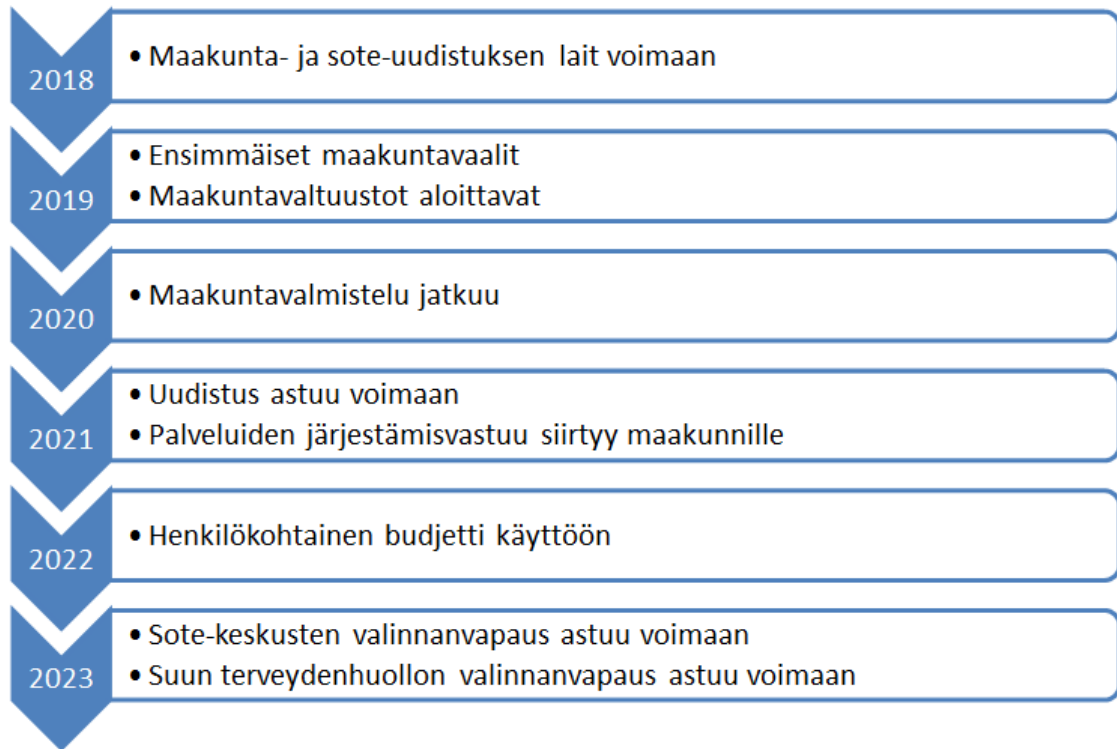 2018
• Maakunta- ja sote-uudistuksen lait voimaan
2019
• Ensimmäiset maakuntavaalit
• Maakuntavaltuustot aloittavat
2020
• Maakuntavalmistelu jatkuu
2021
• Uudistus astuu voimaan
• Palveluiden järjestämisvastuu siirtyy maakunnille
2022
• Henkilökohtainen budjetti käyttöön
2023
• Sote-keskusten valinnanvapaus astuu voimaan
• Suun terveydenhuollon valinnanvapaus astuu voimaan